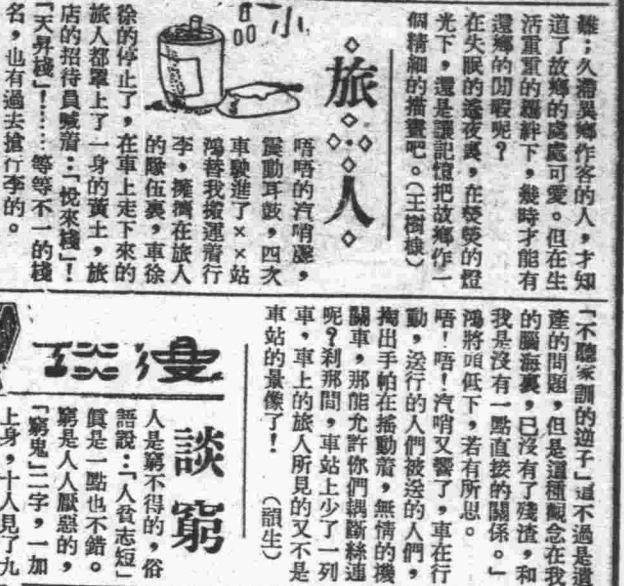 難;久滯異鄉作客的人,才知
道了故鄉的處處可愛。但在生
活重重的羈絆下,幾時才能有
還鄉的閒暇呢?
在失眠的遙夜裏,在熒熒的燈
光下,還是讓記憶把故鄉作一
個精細的描畫吧。(王樹)
旅人
唔唔的汽哨聲,
震動耳鼓,四次
車駛進了××站
鴻替我搬運着行
李,擁擠在旅人
的隊伍裏,車徐
徐的停止了,在車上走下來的
旅人都罩上了一身的黃土,旅
店的招待員喊着:「悅來棧」!
「天昇棧」!……等等不一的棧
名,也有過去搶行李的。
「不聽家訓的逆子」這不過是遺
產的問題,但是這種觀念在我
的腦海裏,已沒有了殘渣,和
我是沒有一點直接的關係。」
鴻將頭低下,若有所思。
唔!唔!汽哨又響了,車在行
動,送行的人們被送的人們,
掏出手帕在搖動着,無情的機
關車,那能允許你們耦斷絲連
呢?剎那間,車站上少了一列
車,車上的旅人所見的又不是
車站的景像了! (韻生)
談窮
人是窮不得的,俗
語說:「人貧志短」
真是一點也不錯。
窮是人人厭惡的,
「窮鬼」二字,一加
上身,十人見了九